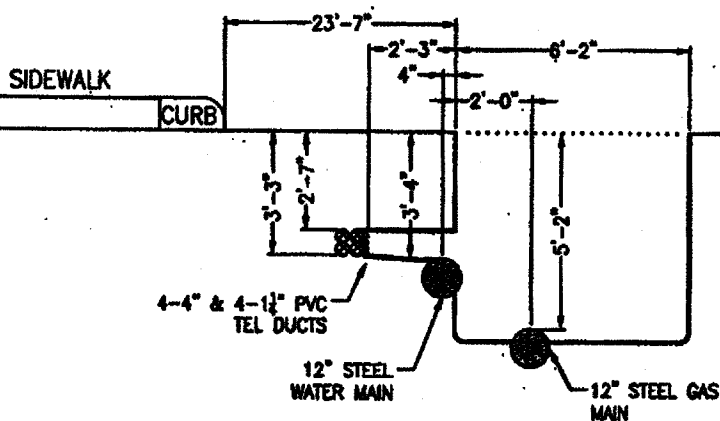 23'-7"
2'-3"
6'-2"
SIDEWALK
4"
2'-0"
CURB
3'-3"
2'-7"
3'-4"
5'-2"
4-4" & 4-1¼" PVC
TEL DUCTS
12" STEEL
WATER MAIN
12" STEEL GAS
MAIN